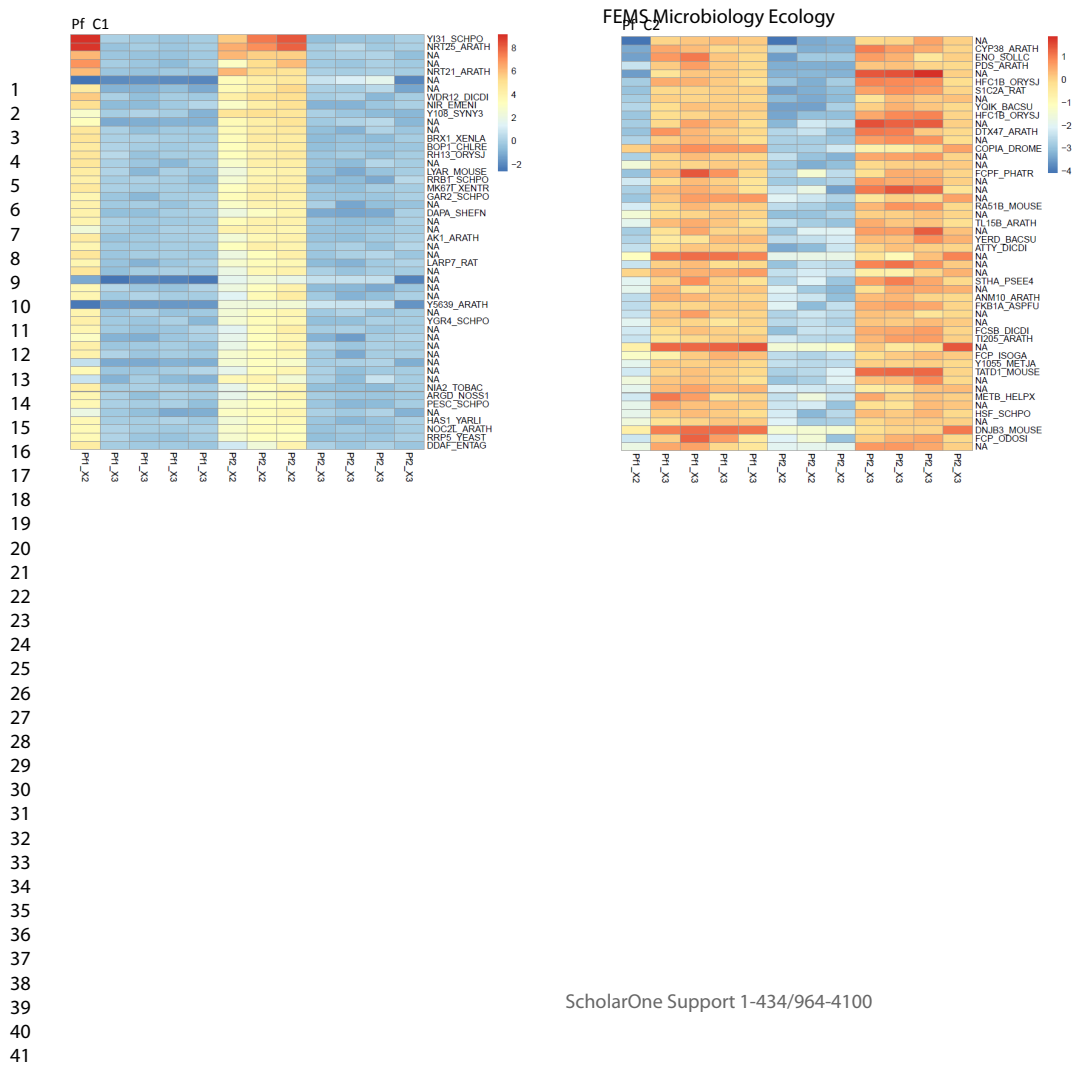 FEMS Microbiology Ecology
Pf_C1
YI31_SCHPO
NRT25_ARATH
NA
NA
NRT21_ARATH
NA
NA
WDR12_DICDI
NIR_EMENI
Y108_SYNY3
NA
NA
BRX1_XENLA
BOP1_CHLRE
RH13_ORYSJ
NA
LYAR_MOUSE
RRB1_SCHPO
MK67I_XENTR
GAR2_SCHPO
NA
DAPA_SHEFN
NA
NA
AK1_ARATH
NA
NA
LARP7_RAT
NA
NA
NA
NA
Y5639_ARATH
NA
YGR4_SCHPO
NA
NA
NA
NA
NA
NA
NA
NIA2_TOBAC
ARGD_NOSS1
PESC_SCHPO
NA
HAS1_YARLI
NOC2L_ARATH
RRP5_YEAST
DDAF_ENTAG
8
6
4
2
0
−2
Pf1_X2
Pf1_X3
Pf1_X3
Pf1_X3
Pf1_X3
Pf2_X2
Pf2_X2
Pf2_X2
Pf2_X3
Pf2_X3
Pf2_X3
Pf2_X3
Pf_C2
NA
CYP38_ARATH
ENO_SOLLC
PDS_ARATH
NA
HFC1B_ORYSJ
S1C2A_RAT
NA
YQIK_BACSU
HFC1B_ORYSJ
NA
DTX47_ARATH
NA
COPIA_DROME
NA
NA
FCPF_PHATR
NA
NA
NA
RA51B_MOUSE
NA
TL15B_ARATH
NA
YERD_BACSU
ATTY_DICDI
NA
NA
NA
STHA_PSEE4
NA
ANM10_ARATH
FKB1A_ASPFU
NA
NA
FCSB_DICDI
TI205_ARATH
NA
FCP_ISOGA
Y1055_METJA
TATD1_MOUSE
NA
NA
METB_HELPX
NA
HSF_SCHPO
NA
DNJB3_MOUSE
FCP_ODOSI
NA
1
0
−1
−2
−3
−4
Pf1_X2
Pf1_X3
Pf1_X3
Pf1_X3
Pf1_X3
Pf2_X2
Pf2_X2
Pf2_X2
Pf2_X3
Pf2_X3
Pf2_X3
Pf2_X3
1
2
3
4
5
6
7
8
9
10
11
12
13
14
15
16
17
18
19
20
21
22
23
24
25
26
27
28
29
30
31
32
33
34
35
36
37
38
39
40
41
ScholarOne Support 1-434/964-4100